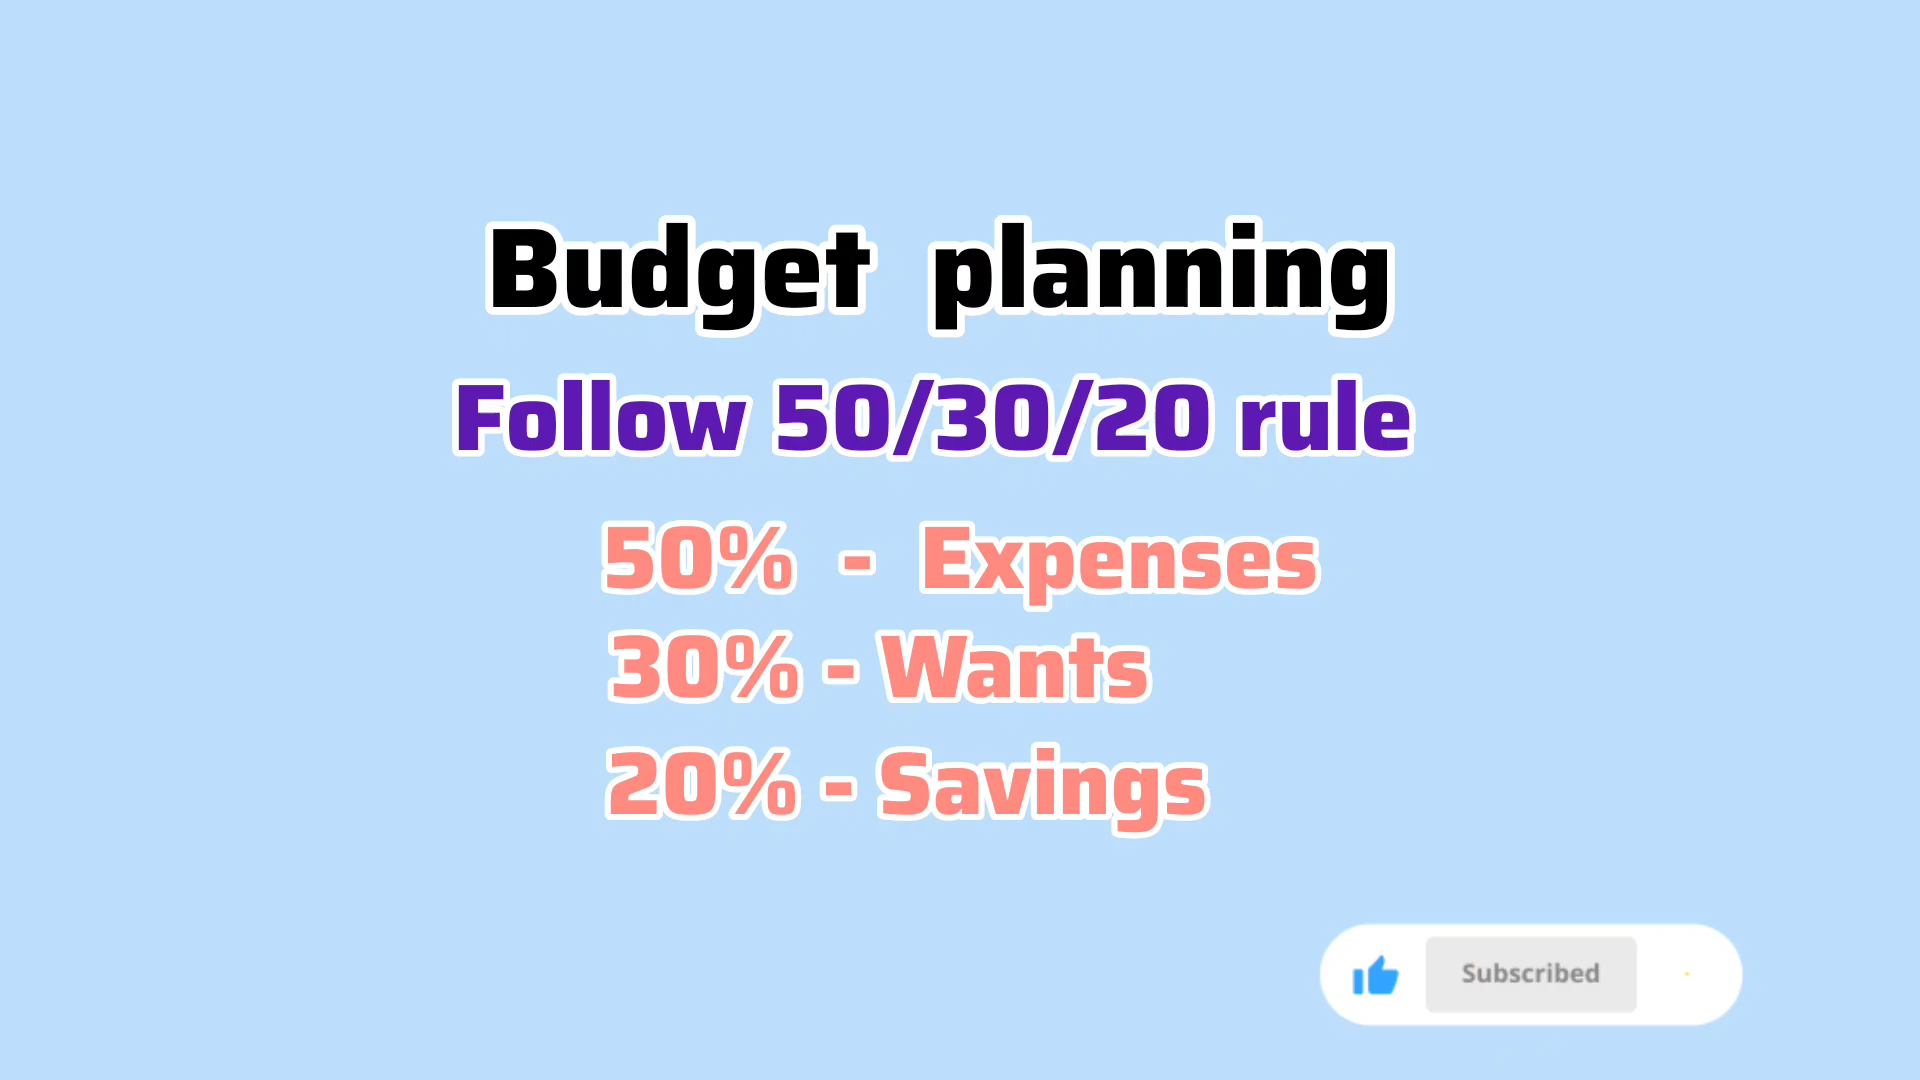 Budget planning
Follow 50/30/20 rule
50% - Expenses
30% - Wants
20% - Savings
Subscribed